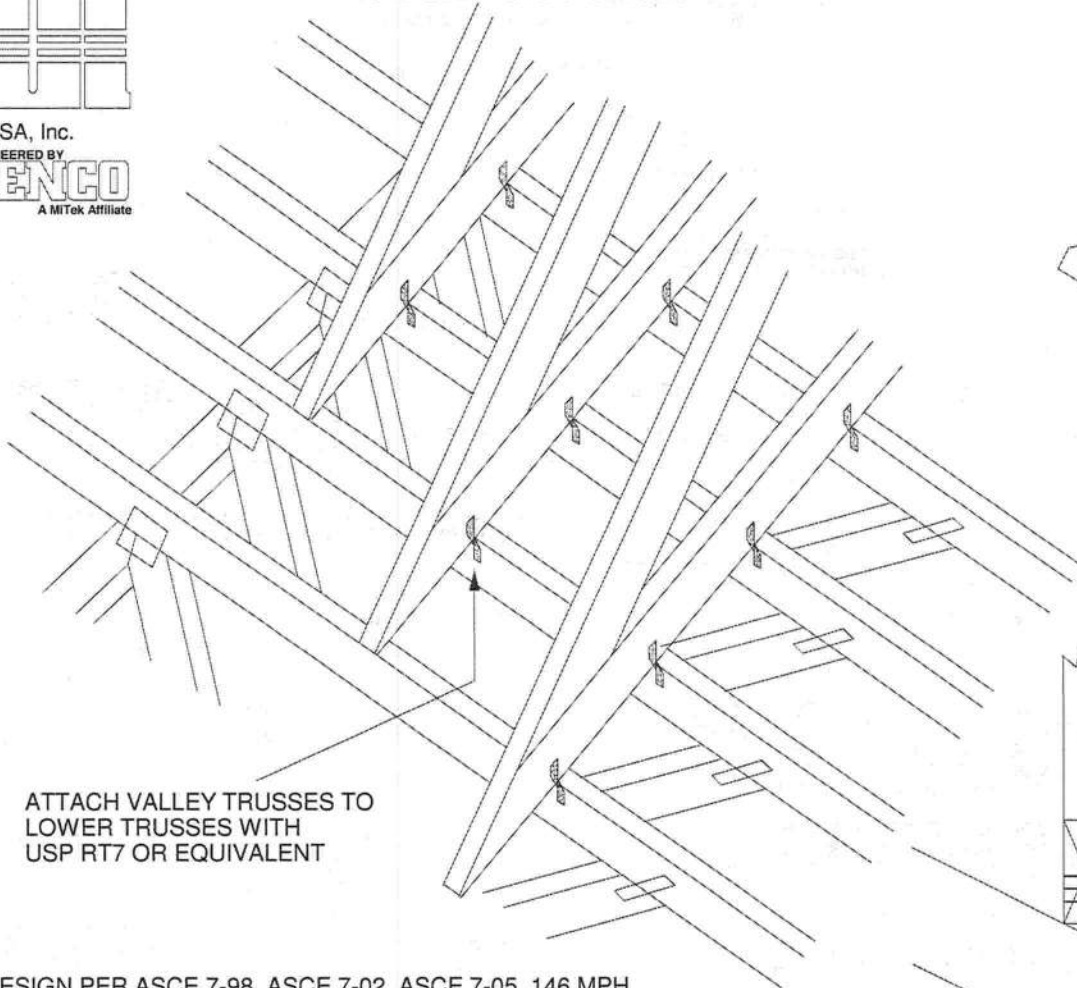 SA, Inc.
EERED BY
ENCO
A MiTek Affiliate
ATTACH VALLEY TRUSSES TO
LOWER TRUSSES WITH
USP RT7 OR EQUIVALENT
ESIGN PER ASCE 7-98, ASCE 7-02, ASCE 7-05 146 MPH